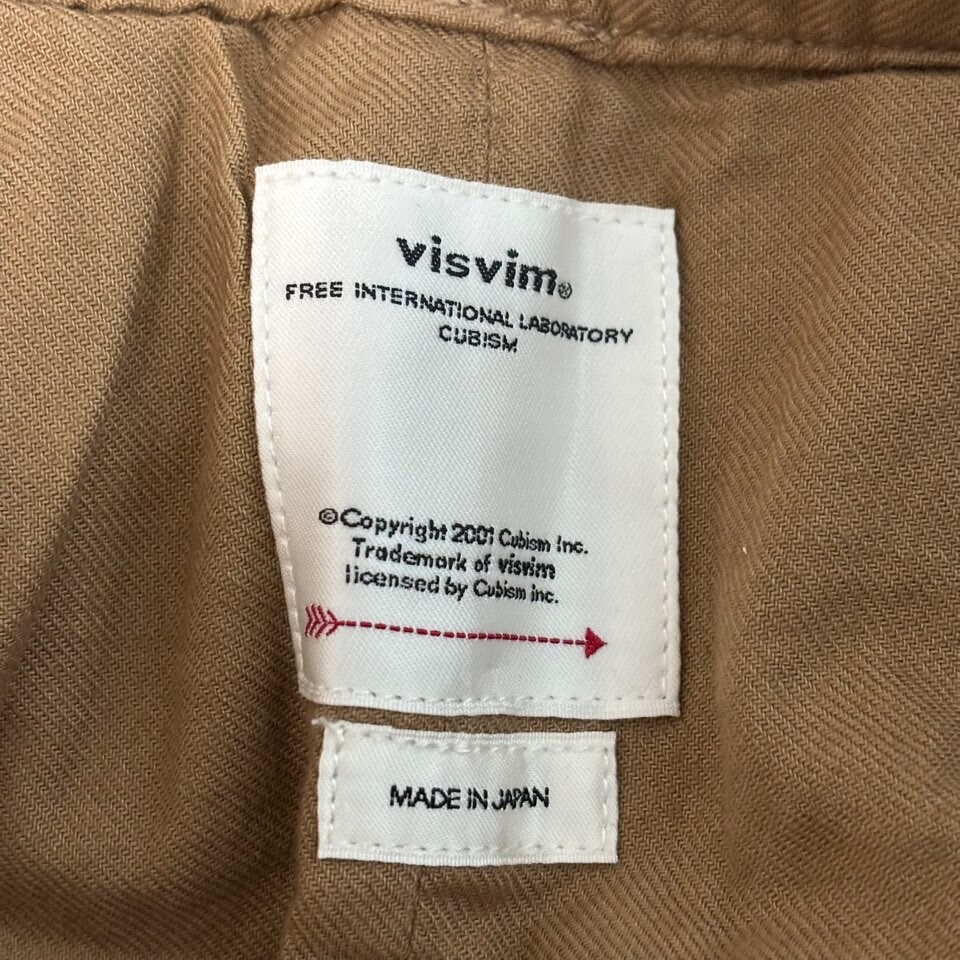 visvim®
FREE INTERNATIONAL LABORATORY
CUBISM
©Copyright 2001 Cubism Inc.
Trademark of visvim
licensed by Cubism inc.
MADE IN JAPAN